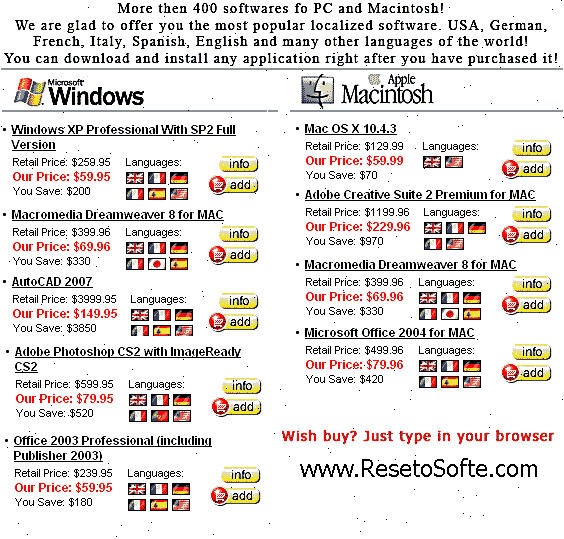 More then 400 softwares fo PC and Macintosh!
We are glad to offer you the most popular localized software. USA, German,
French, Italy, Spanish, English and many other languages of the world!
You can download and install any application right after you have purchased it!
Microsoft
Windows
• Windows XP Professional With SP2 Full
Version
Retail Price: $259.95 Languages: info
Our Price: $59.95 add
You Save: $200
• Macromedia Dreamweaver 8 for MAC
Retail Price: $399.96 Languages: info
Our Price: $69.96
You Save: $330 add
• AutoCAD 2007
Retail Price: $3999.95 Languages: info
Our Price: $149.95
You Save: $3850 add
• Adobe Photoshop CS2 with ImageReady
CS2
Retail Price: $599.95 Languages: info
Our Price: $79.95
You Save: $520 add
• Office 2003 Professional (including
Publisher 2003)
Retail Price: $239.95 Languages: info
Our Price: $59.95
You Save: $180 add
Apple
Macintosh
• Mac OS X 10.4.3
Retail Price: $129.99 Languages: info
Our Price: $59.99
You Save: $70 add
• Adobe Creative Suite 2 Premium for MAC
Retail Price: $1199.96 Languages: info
Our Price: $229.96
You Save: $970 add
• Macromedia Dreamweaver 8 for MAC
Retail Price: $399.96 Languages: info
Our Price: $69.96
You Save: $330 add
• Microsoft Office 2004 for MAC
Retail Price: $499.96 Languages: info
Our Price: $79.96
You Save: $420 add
Wish buy? Just type in your browser
www.ResetoSofte.com